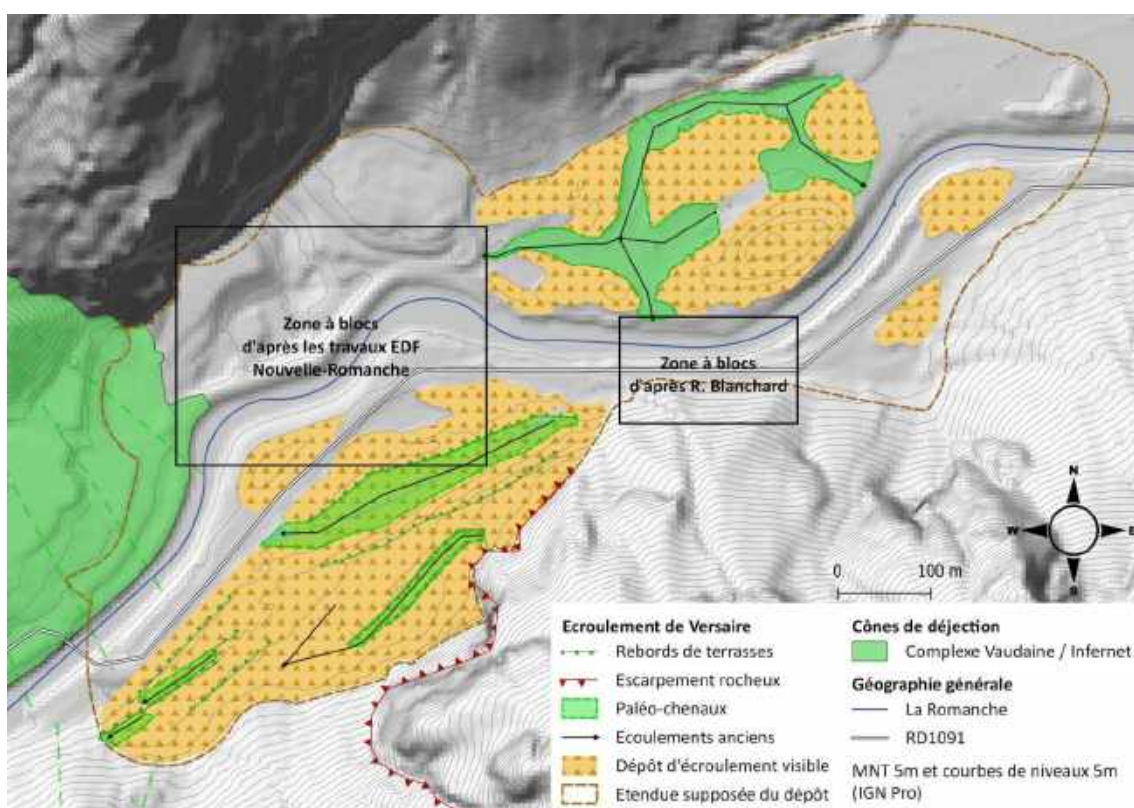 Zone à blocs
d'après les travaux EDF
Nouvelle-Romanche
Zone à blocs
d'après R. Blanchard
N
W
E
S
0
100 m
Ecroulement de Versaire
Rebords de terrasses
Escarpement rocheux
Paléo-chenaux
Ecoulements anciens
Dépôt d'écroulement visible
Etendue supposée du dépôt
Cônes de déjection
Complexe Vaudaine / Infernet
Géographie générale
La Romanche
RD1091
MNT 5m et courbes de niveaux 5m
(IGN Pro)